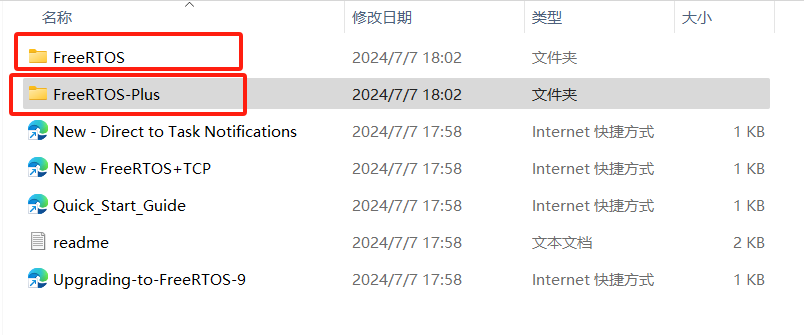 名称 修改日期 类型 大小
FreeRTOS 2024/7/7 18:02 文件夹
FreeRTOS-Plus 2024/7/7 18:02 文件夹
New - Direct to Task Notifications 2024/7/7 17:58 Internet 快捷方式 1 KB
New - FreeRTOS+TCP 2024/7/7 17:58 Internet 快捷方式 1 KB
Quick_Start_Guide 2024/7/7 17:58 Internet 快捷方式 1 KB
readme 2024/7/7 17:58 文本文档 2 KB
Upgrading-to-FreeRTOS-9 2024/7/7 17:58 Internet 快捷方式 1 KB